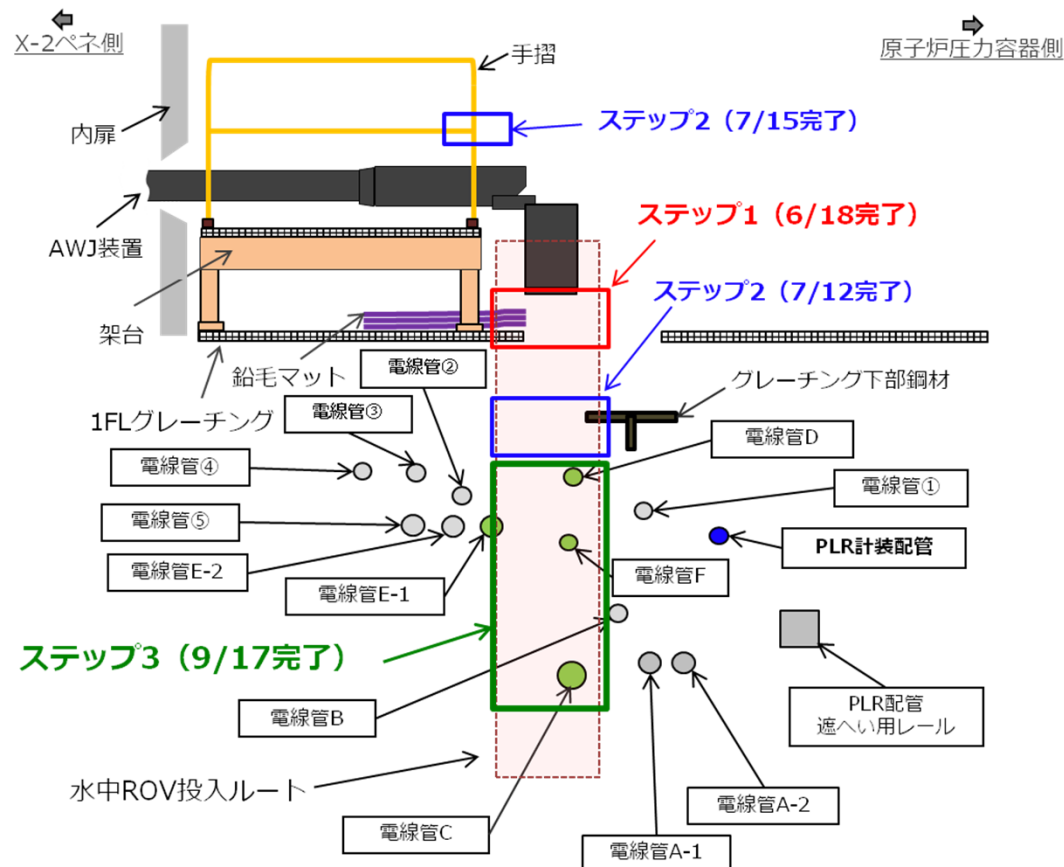 X-2ペネ側
原子炉圧力容器側
手摺
内扉
ステップ2（7/15完了）
ステップ1（6/18完了）
AWJ装置
ステップ2（7/12完了）
架台
鉛毛マット
電線管②
グレーチング下部鋼材
1FLグレーチング
電線管③
電線管D
電線管④
電線管①
電線管⑤
PLR計装配管
電線管E-2
電線管F
電線管E-1
ステップ3（9/17完了）
電線管B
PLR配管
遮へい用レール
水中ROV投入ルート
電線管A-2
電線管C
電線管A-1